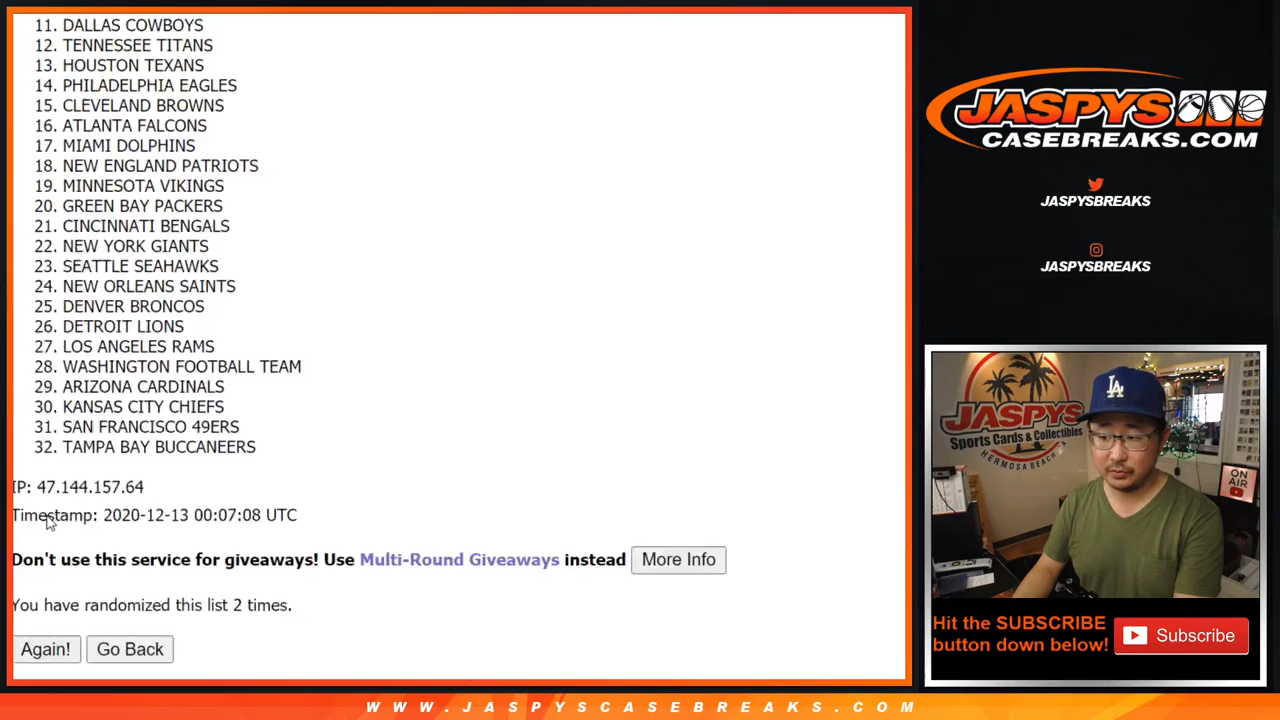 11. DALLAS COWBOYS
12. TENNESSEE TITANS
13. HOUSTON TEXANS
14. PHILADELPHIA EAGLES
15. CLEVELAND BROWNS
16. ATLANTA FALCONS
17. MIAMI DOLPHINS
18. NEW ENGLAND PATRIOTS
19. MINNESOTA VIKINGS
20. GREEN BAY PACKERS
21. CINCINNATI BENGALS
22. NEW YORK GIANTS
23. SEATTLE SEAHAWKS
24. NEW ORLEANS SAINTS
25. DENVER BRONCOS
26. DETROIT LIONS
27. LOS ANGELES RAMS
28. WASHINGTON FOOTBALL TEAM
29. ARIZONA CARDINALS
30. KANSAS CITY CHIEFS
31. SAN FRANCISCO 49ERS
32. TAMPA BAY BUCCANEERS
IP: 47.144.157.64
Timestamp: 2020-12-13 00:07:08 UTC
Don't use this service for giveaways! Use Multi-Round Giveaways instead More Info
You have randomized this list 2 times.
Again! Go Back
JASPYS
CASEBREAKS.COM
JASPYSBREAKS
JASPYSBREAKS
JASPYS
Sports Cards & Collectibles
HERMOSA BEACH
LA
ON
AIR
Hit the SUBSCRIBE
button down below!
Subscribe
WWW.JASPYSCASEBREAKS.COM